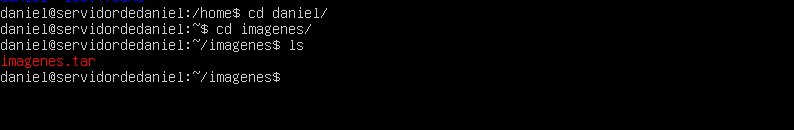 daniel@servidordedaniel:/home$ cd daniel/
daniel@servidordedaniel:~$ cd imagenes/
daniel@servidordedaniel:~/imagenes$ ls
imagenes.tar
daniel@servidordedaniel:~/imagenes$